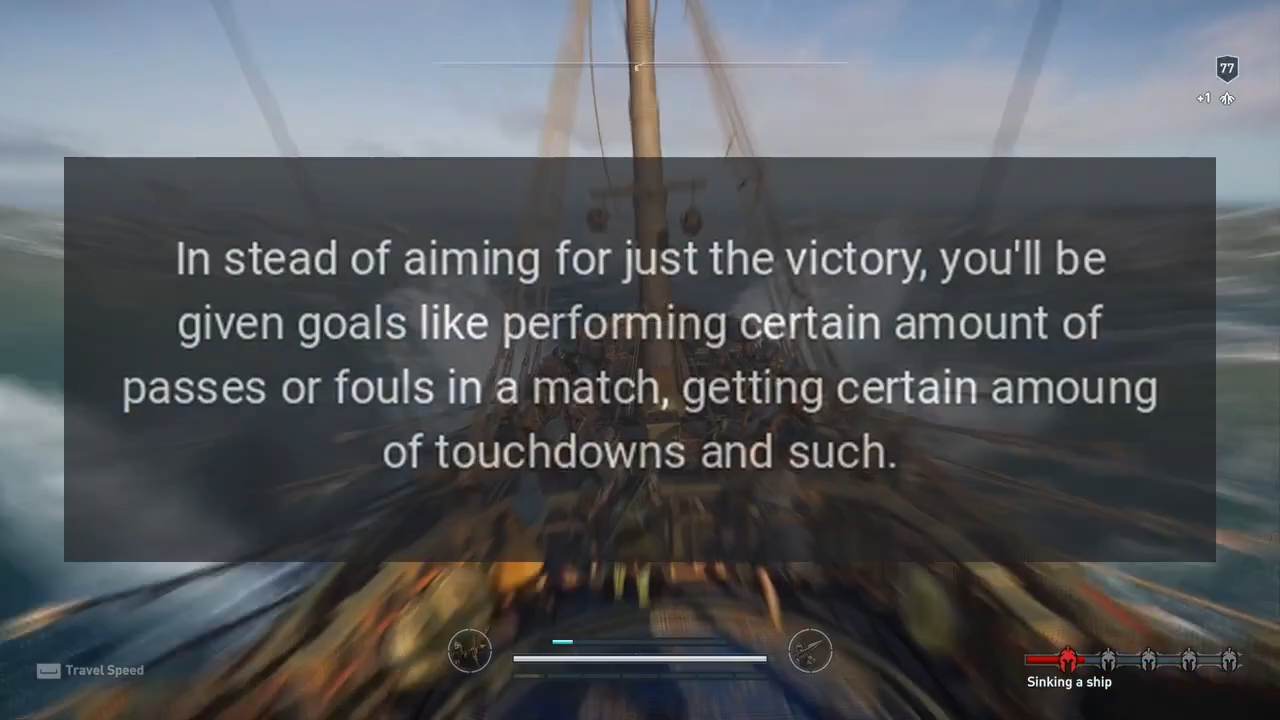 77
+1
In stead of aiming for just the victory, you'll be
given goals like performing certain amount of
passes or fouls in a match, getting certain amoung
of touchdowns and such.
Travel Speed
Sinking a ship